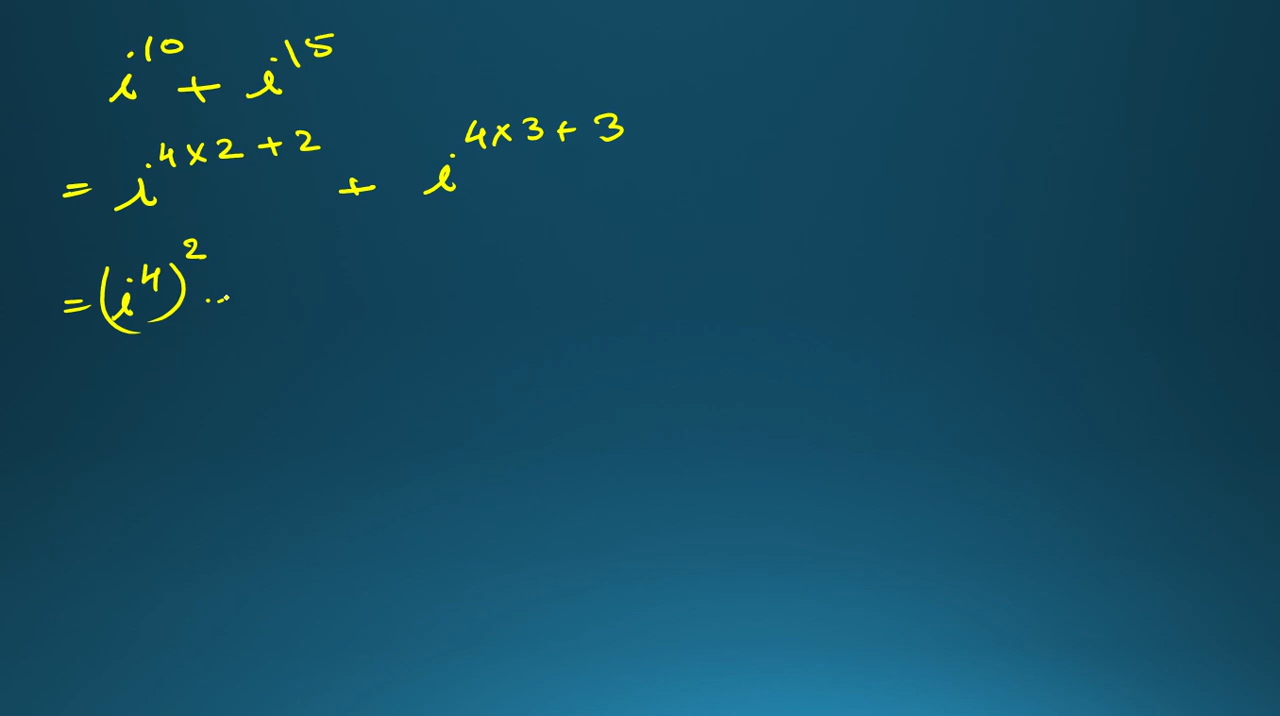 i^10 + i^15
= i^4×2+2 + i^4×3+3
= (i^4)^2 ..